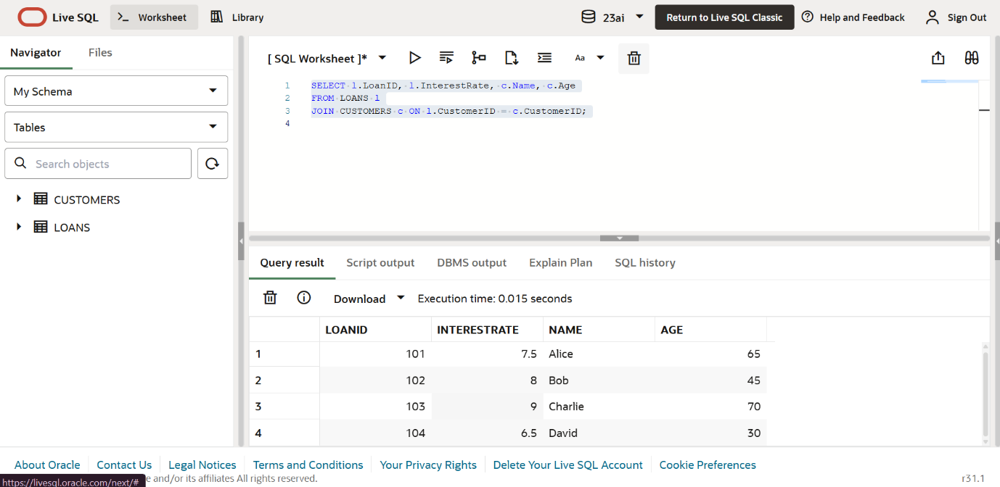 Live SQL
Worksheet
Library
23ai
Return to Live SQL Classic
Help and Feedback
Sign Out
Navigator
Files
My Schema
Tables
Search objects
CUSTOMERS
LOANS
[ SQL Worksheet ]*
Aa
1 SELECT l.LoanID, l.InterestRate, c.Name, c.Age
2 FROM LOANS l
3 JOIN CUSTOMERS c ON l.CustomerID = c.CustomerID;
4
Query result
Script output
DBMS output
Explain Plan
SQL history
Download
Execution time: 0.015 seconds
LOANID INTERESTRATE NAME AGE
1 101 7.5 Alice 65
2 102 8 Bob 45
3 103 9 Charlie 70
4 104 6.5 David 30
About Oracle
Contact Us
Legal Notices
Terms and Conditions
Your Privacy Rights
Delete Your Live SQL Account
Cookie Preferences
https://livesql.oracle.com/next/#
e and/or its affiliates All rights reserved.
r31.1